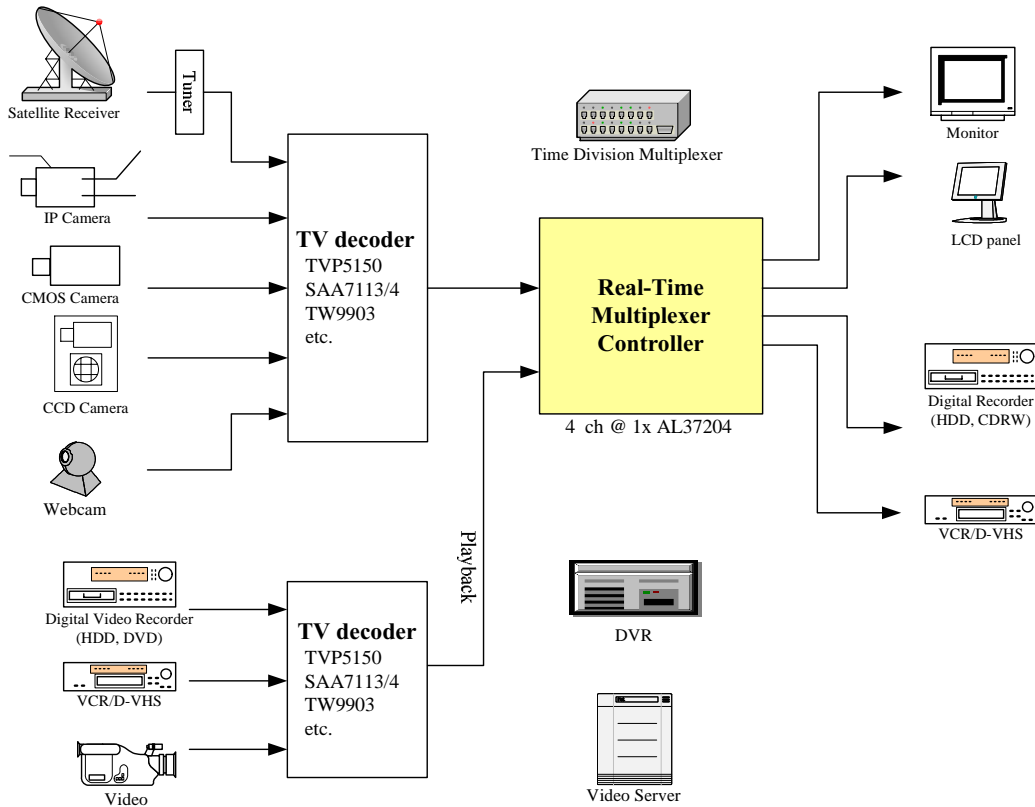 Satellite Receiver
Tuner
IP Camera
CMOS Camera
CCD Camera
Webcam
TV decoder
TVP5150
SAA7113/4
TW9903
etc.
Time Division Multiplexer
Real-Time
Multiplexer
Controller
4 ch @ 1x AL37204
Monitor
LCD panel
Digital Recorder
(HDD, CDRW)
VCR/D-VHS
Playback
Digital Video Recorder
(HDD, DVD)
VCR/D-VHS
Video
TV decoder
TVP5150
SAA7113/4
TW9903
etc.
DVR
Video Server